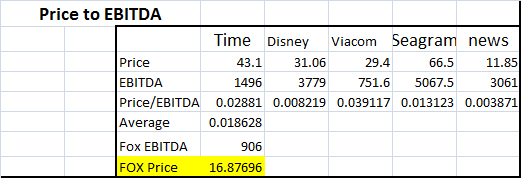 Price to EBITDA
Time Disney Viacom Seagram news
Price 43.1 31.06 29.4 66.5 11.85
EBITDA 1496 3779 751.6 5067.5 3061
Price/EBITDA 0.02881 0.008219 0.039117 0.013123 0.003871
Average 0.018628
Fox EBITDA 906
FOX Price 16.87696